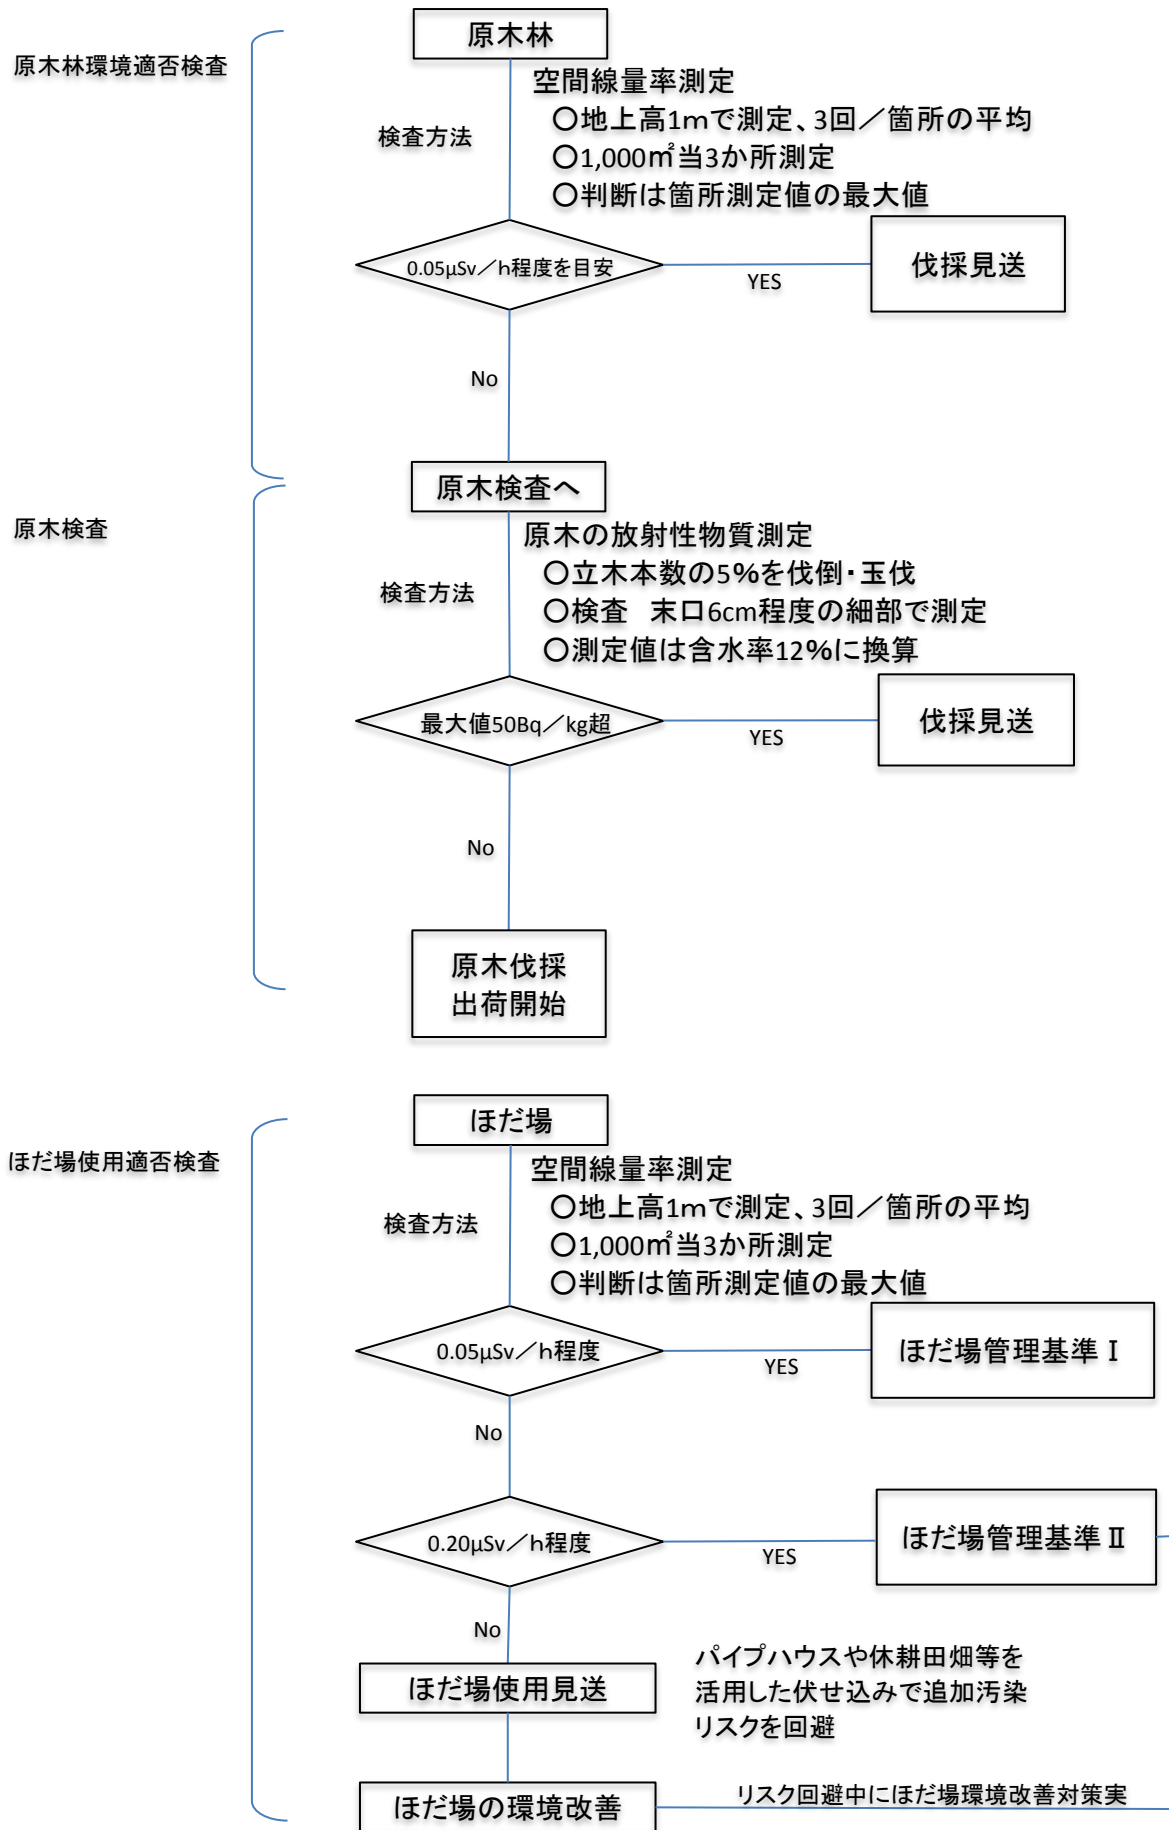 原木林
原木林環境適否検査
空間線量率測定
○地上高1mで測定、3回／箇所の平均
検査方法
○1,000㎡当3か所測定
○判断は箇所測定値の最大値
0.05μSv／h程度を目安
YES
伐採見送
No
原木検査へ
原木検査
原木の放射性物質測定
○立木本数の5%を伐倒・玉伐
検査方法
○検査　末口6cm程度の細部で測定
○測定値は含水率12%に換算
最大値50Bq／kg超
YES
伐採見送
No
原木伐採
出荷開始
ほだ場
ほだ場使用適否検査
空間線量率測定
○地上高1mで測定、3回／箇所の平均
検査方法
○1,000㎡当3か所測定
○判断は箇所測定値の最大値
0.05μSv／h程度
YES
ほだ場管理基準Ⅰ
No
0.20μSv／h程度
YES
ほだ場管理基準Ⅱ
No
ほだ場使用見送
パイプハウスや休耕田畑等を
活用した伏せ込みで追加汚染
リスクを回避
ほだ場の環境改善
リスク回避中にほだ場環境改善対策実